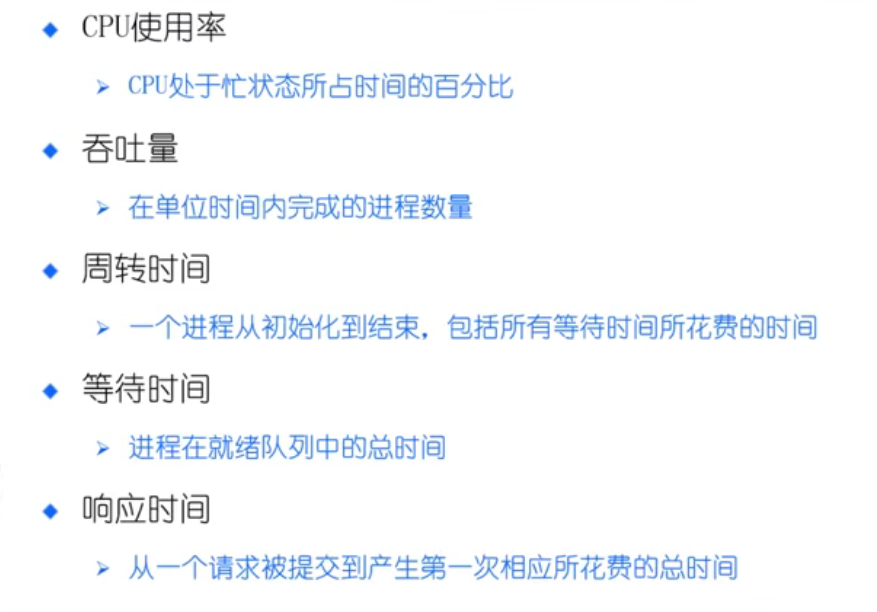 CPU使用率
CPU处于忙状态所占时间的百分比
吞吐量
在单位时间内完成的进程数量
周转时间
一个进程从初始化到结束，包括所有等待时间所花费的时间
等待时间
进程在就绪队列中的总时间
响应时间
从一个请求被提交到产生第一次相应所花费的总时间